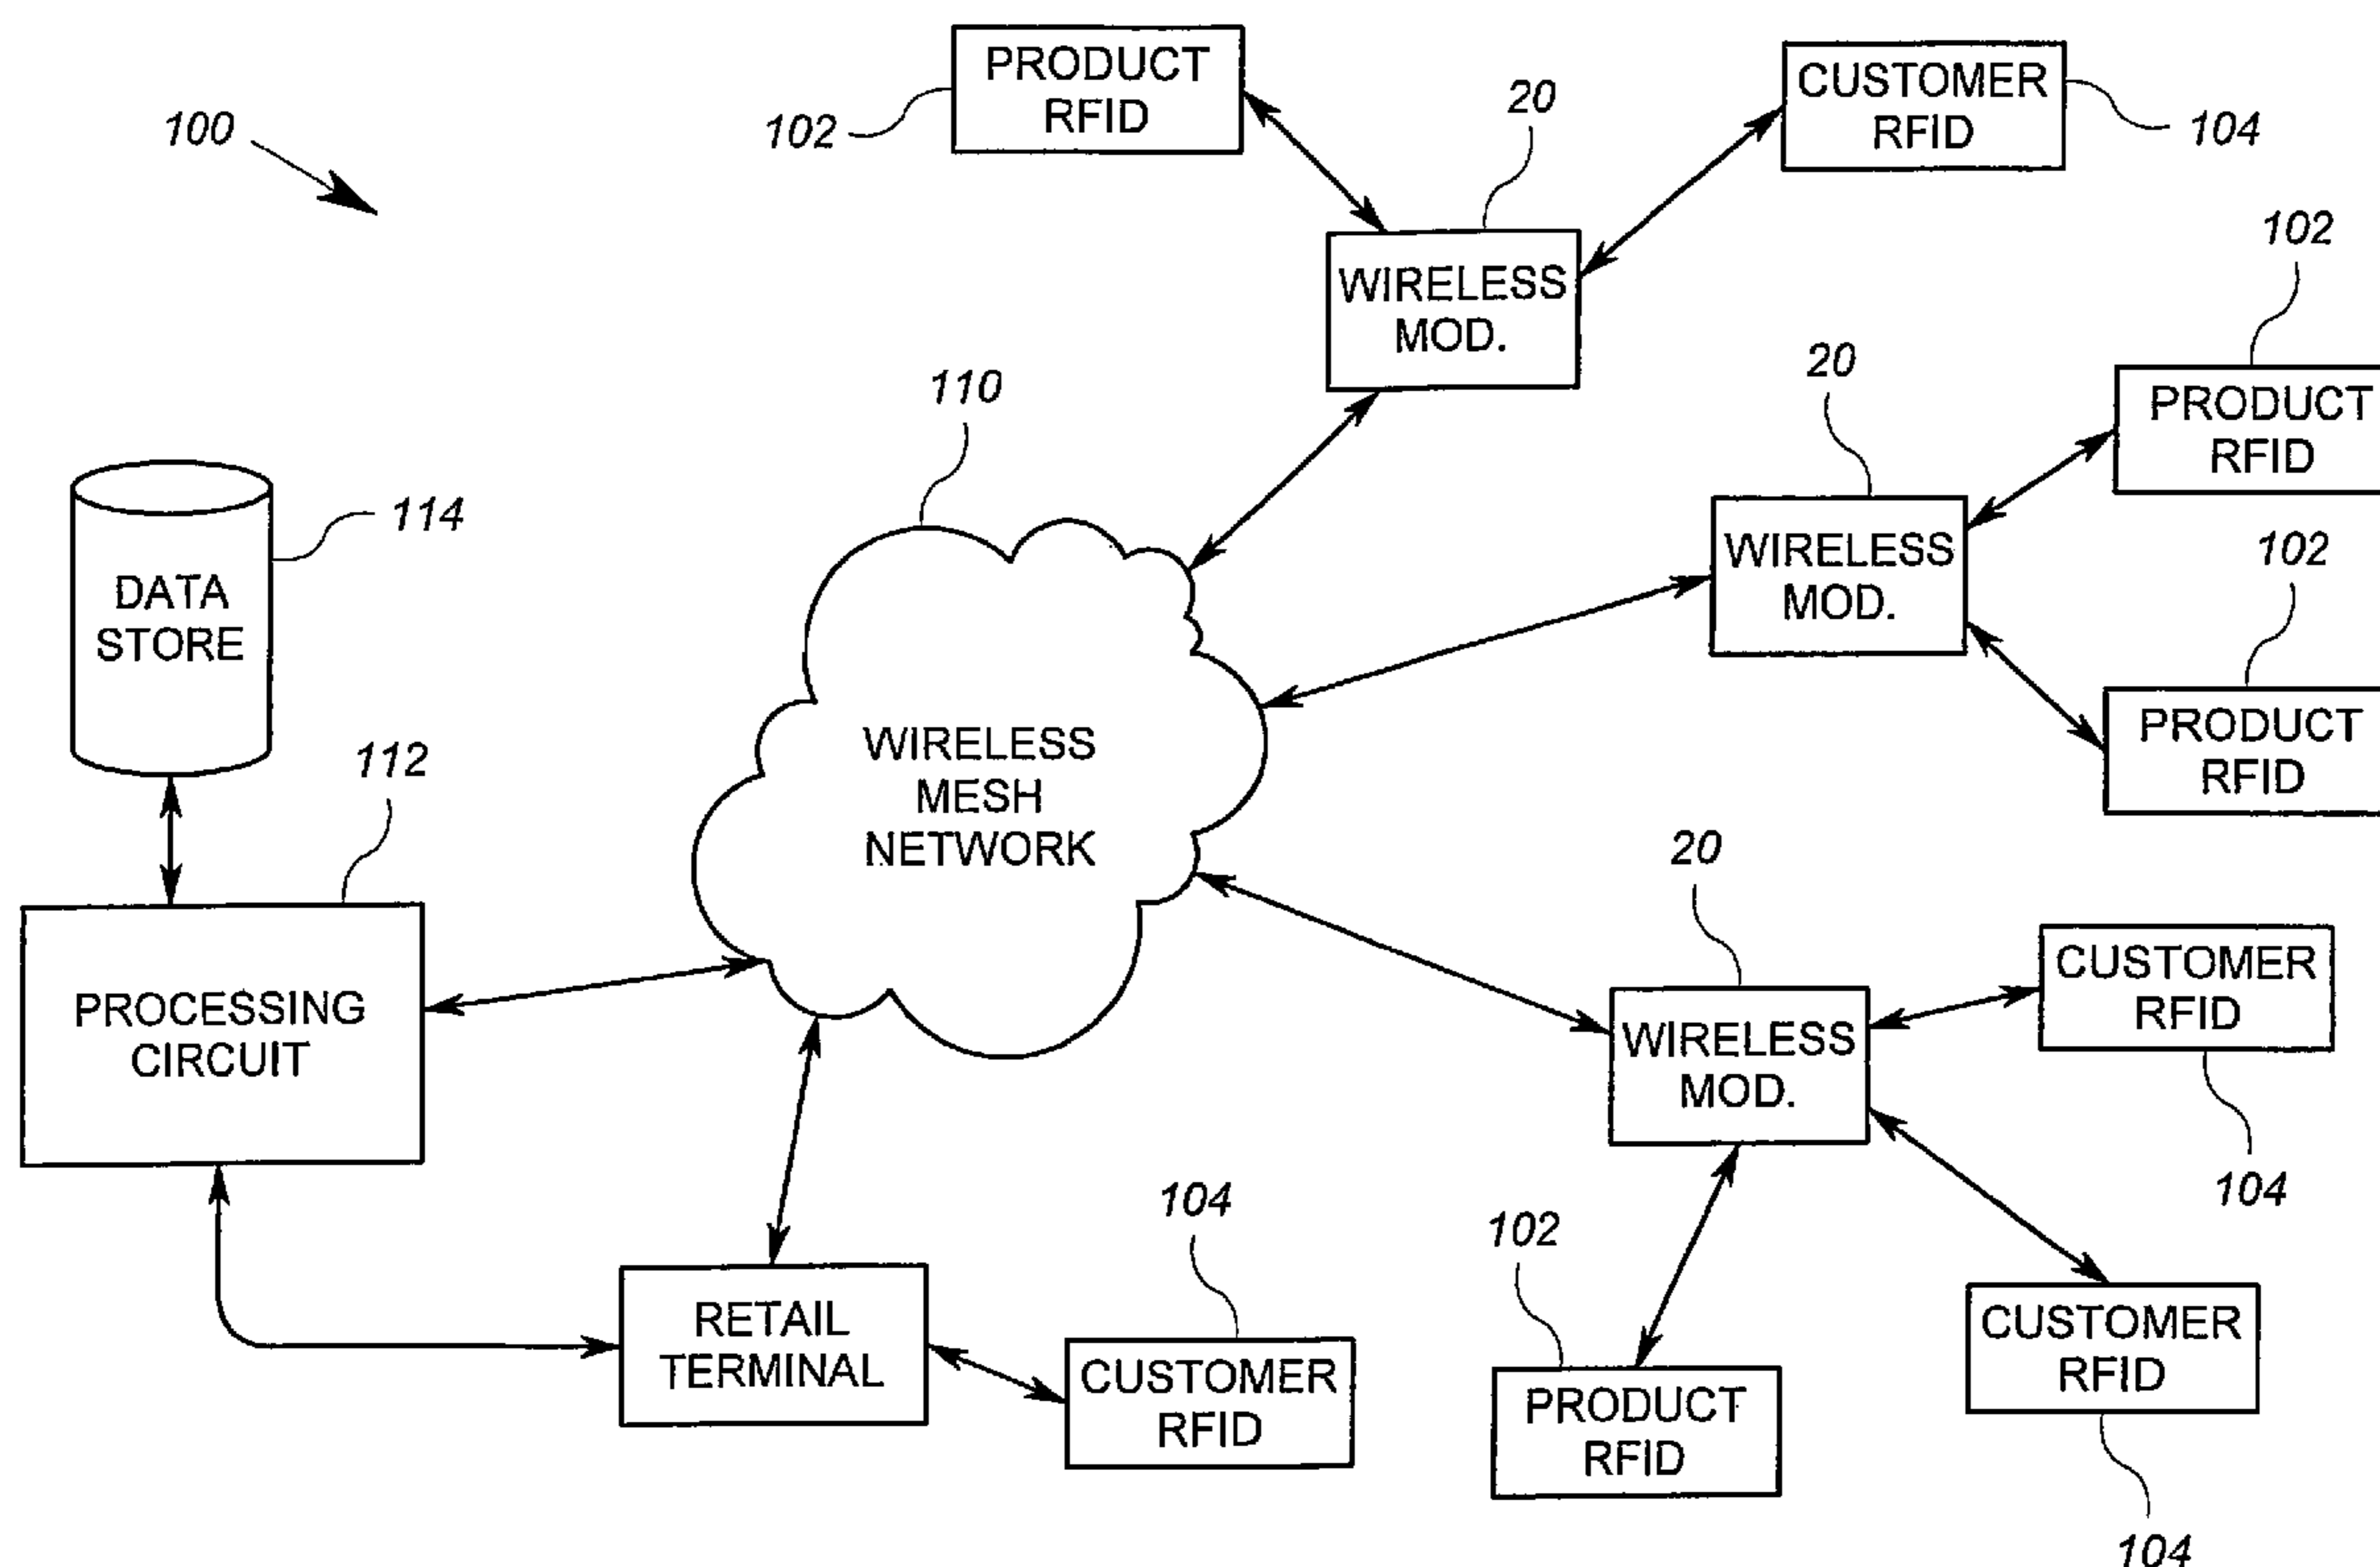 100
102
PRODUCT
RFID
20
CUSTOMER
RFID
104
WIRELESS
MOD.
102
20
PRODUCT
RFID
WIRELESS
MOD.
102
PRODUCT
RFID
110
WIRELESS
MESH
NETWORK
114
DATA
STORE
112
PROCESSING
CIRCUIT
20
WIRELESS
MOD.
CUSTOMER
RFID
104
RETAIL
TERMINAL
104
CUSTOMER
RFID
102
PRODUCT
RFID
CUSTOMER
RFID
104